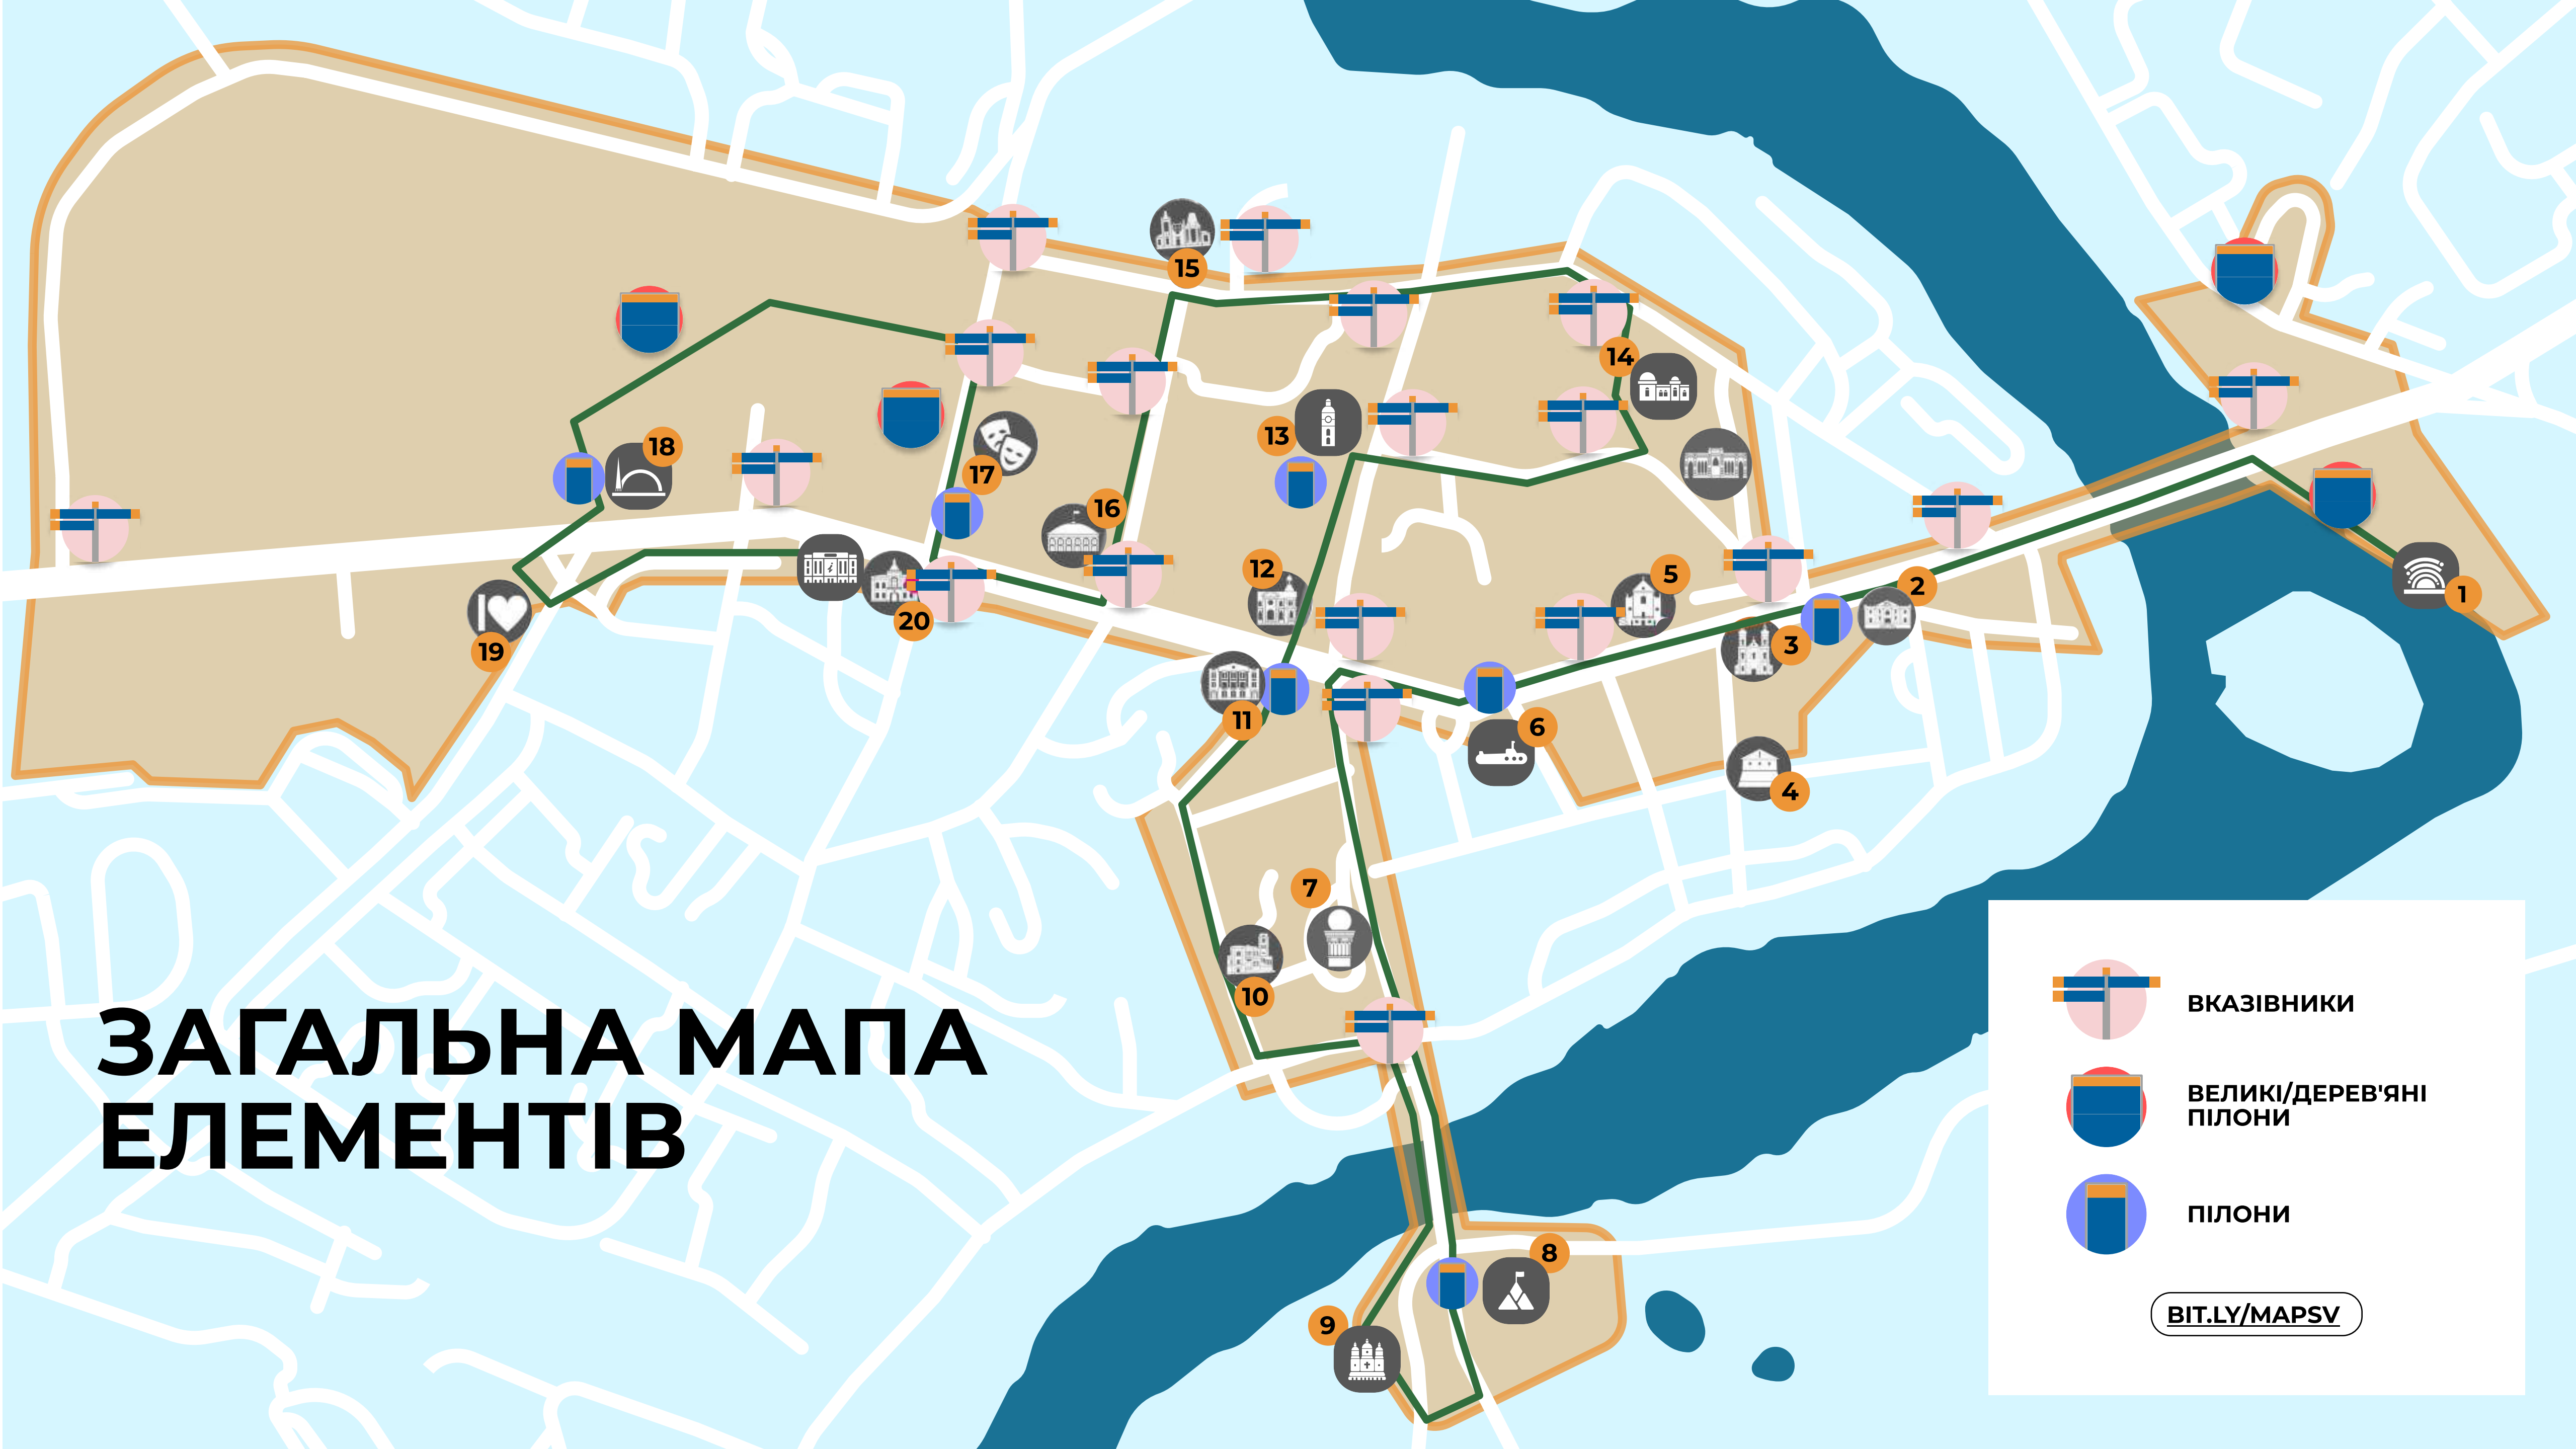 15
14
18
13
17
16
12
5
2
1
20
3
19
11
6
4
7
10
8
9
ЗАГАЛЬНА МАПА
ЕЛЕМЕНТІВ
ВКАЗІВНИКИ
ВЕЛИКІ/ДЕРЕВ'ЯНІ
ПІЛОНИ
ПІЛОНИ
BIT.LY/MAPSV